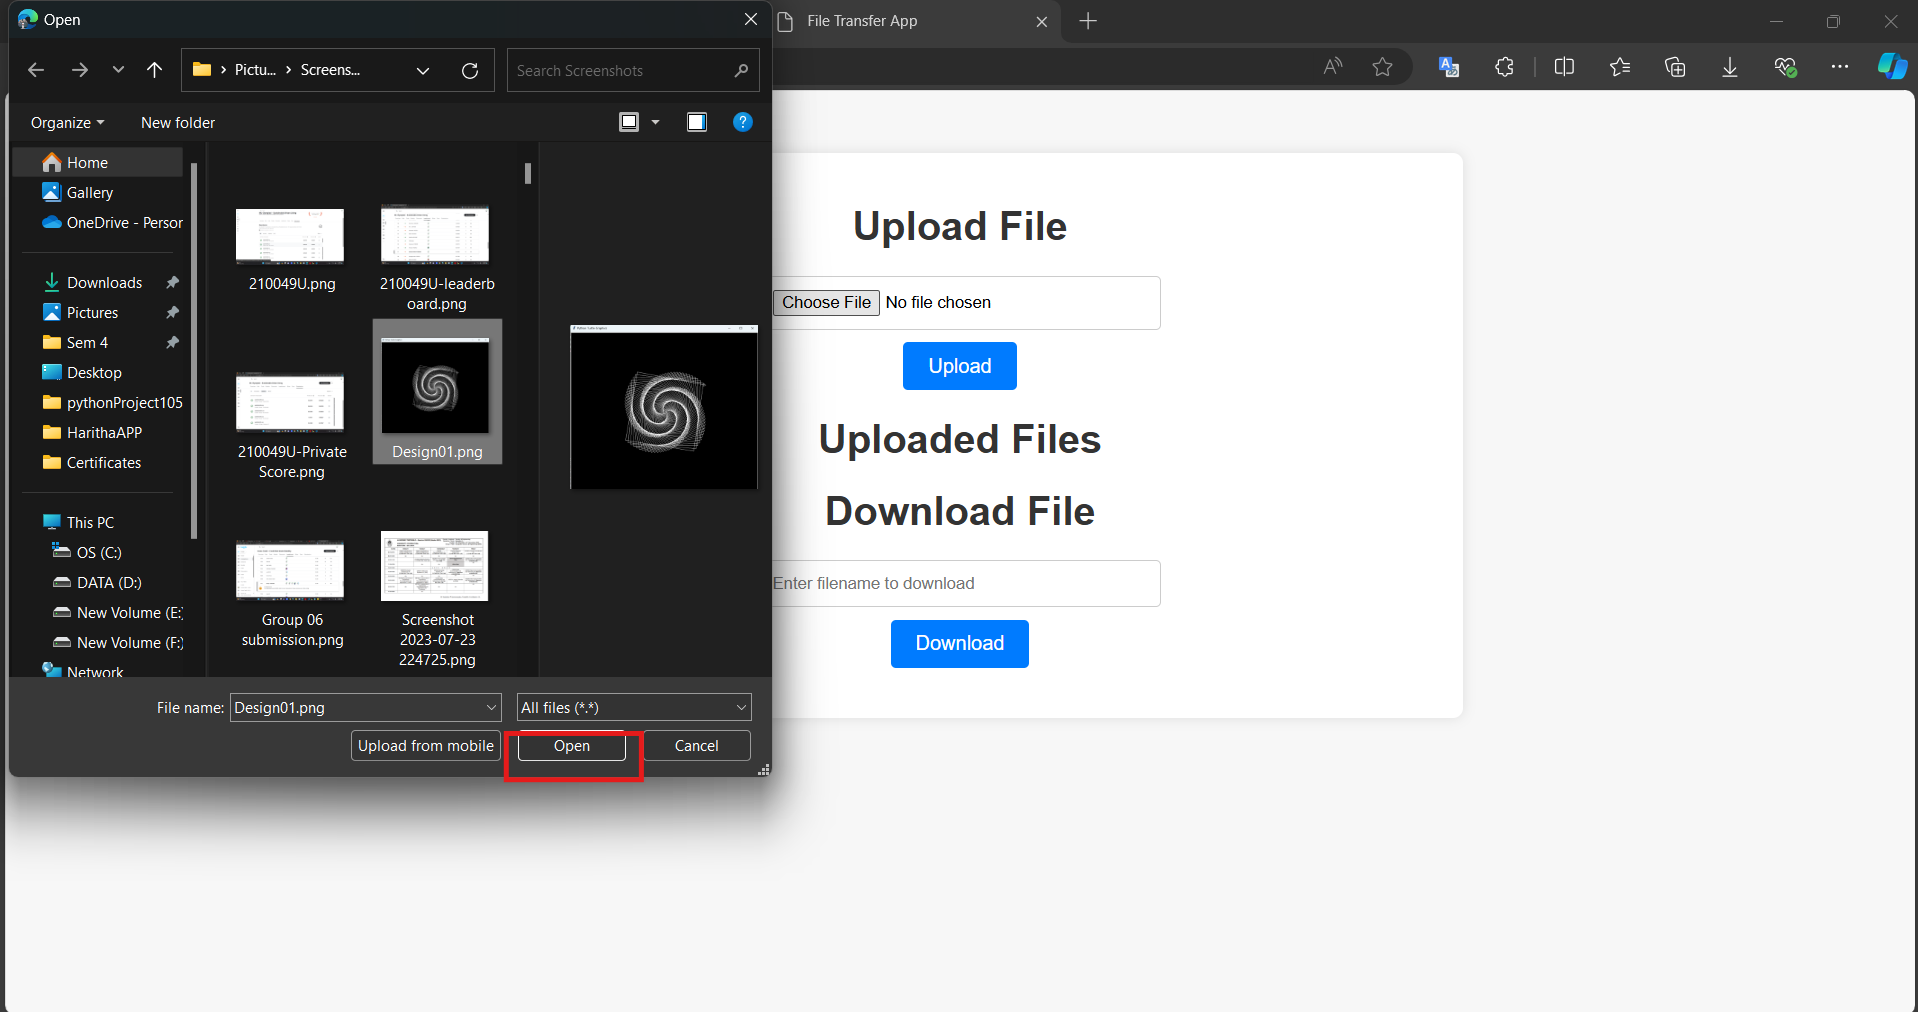 Open
File Transfer App
Pictu...
Screens...
Search Screenshots
Organize
New folder
Home
Gallery
OneDrive - Person
Downloads
Pictures
Sem 4
Desktop
pythonProject105
HarithaAPP
Certificates
This PC
OS (C:)
DATA (D:)
New Volume (E:)
New Volume (F:)
Network
210049U.png
210049U-leaderb
oard.png
210049U-Private
Score.png
Design01.png
Group 06
submission.png
Screenshot
2023-07-23
224725.png
File name:
Design01.png
All files (*.*)
Upload from mobile
Open
Cancel
Upload File
Choose File No file chosen
Upload
Uploaded Files
Download File
Enter filename to download
Download